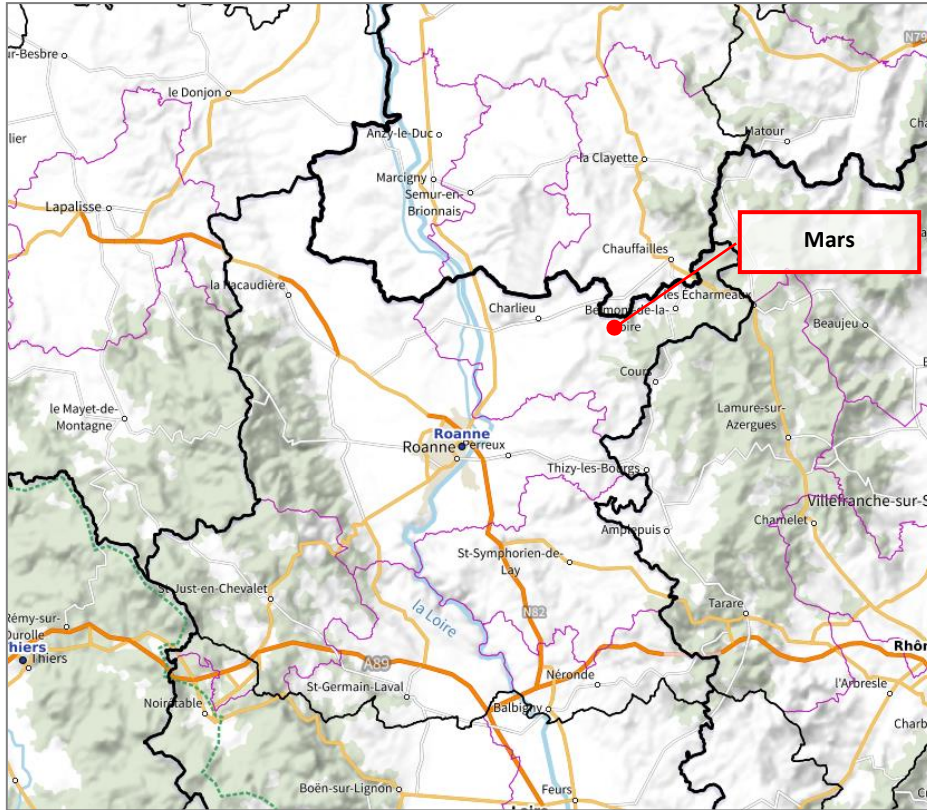 N79
ur-Besbre
le Donjon
lier
Anzy-le-Duc
Matour
la Clayette
Marcigny
Semur-en-
Brionnais
Lapalisse
Mars
Chauffailles
la Pacaudière
les Écharmeaux
Charlieu
Belmont-de-la-
Loire
Beaujeu
Cours
le Mayet-de-
Montagne
Lamure-sur-
Azergues
Roanne
Roanne
Perreux
Thizy-les-Bourgs
Villefranche-sur-S
Chamelet
Amplepuis
St-Symphorien-de-
Lay
St-Just-en-Chevalet
la Loire
N82
Tarare
Rémy-sur-
Durolle
hiers
Thiers
Rhôn
A89
St-Germain-Laval
Néronde
l'Arbresle
Noirétable
Balbigny
Charb
Boën-sur-Lignon
Feurs